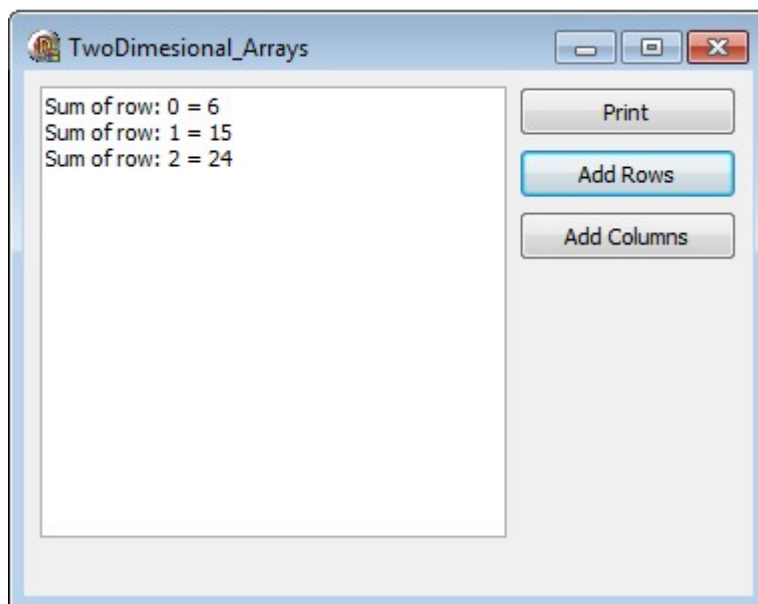 TwoDimesional_Arrays
Sum of row: 0 = 6
Sum of row: 1 = 15
Sum of row: 2 = 24
Print
Add Rows
Add Columns